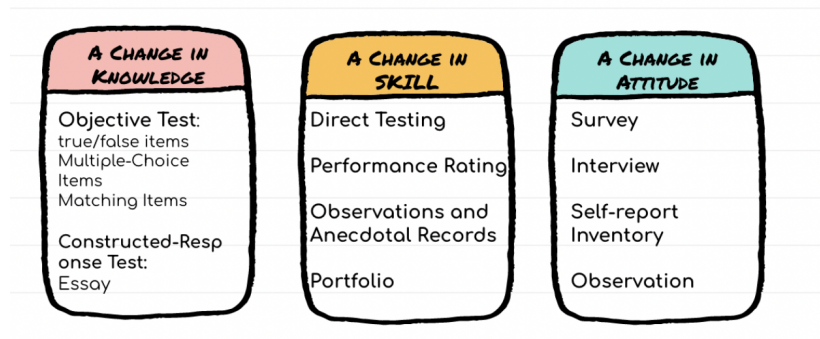 A Change in
Knowledge
Objective Test:
true/false items
Multiple-Choice
Items
Matching Items
Constructed-Resp
onse Test:
Essay
A Change in
SKILL
Direct Testing
Performance Rating
Observations and
Anecdotal Records
Portfolio
A Change in
Attitude
Survey
Interview
Self-report
Inventory
Observation